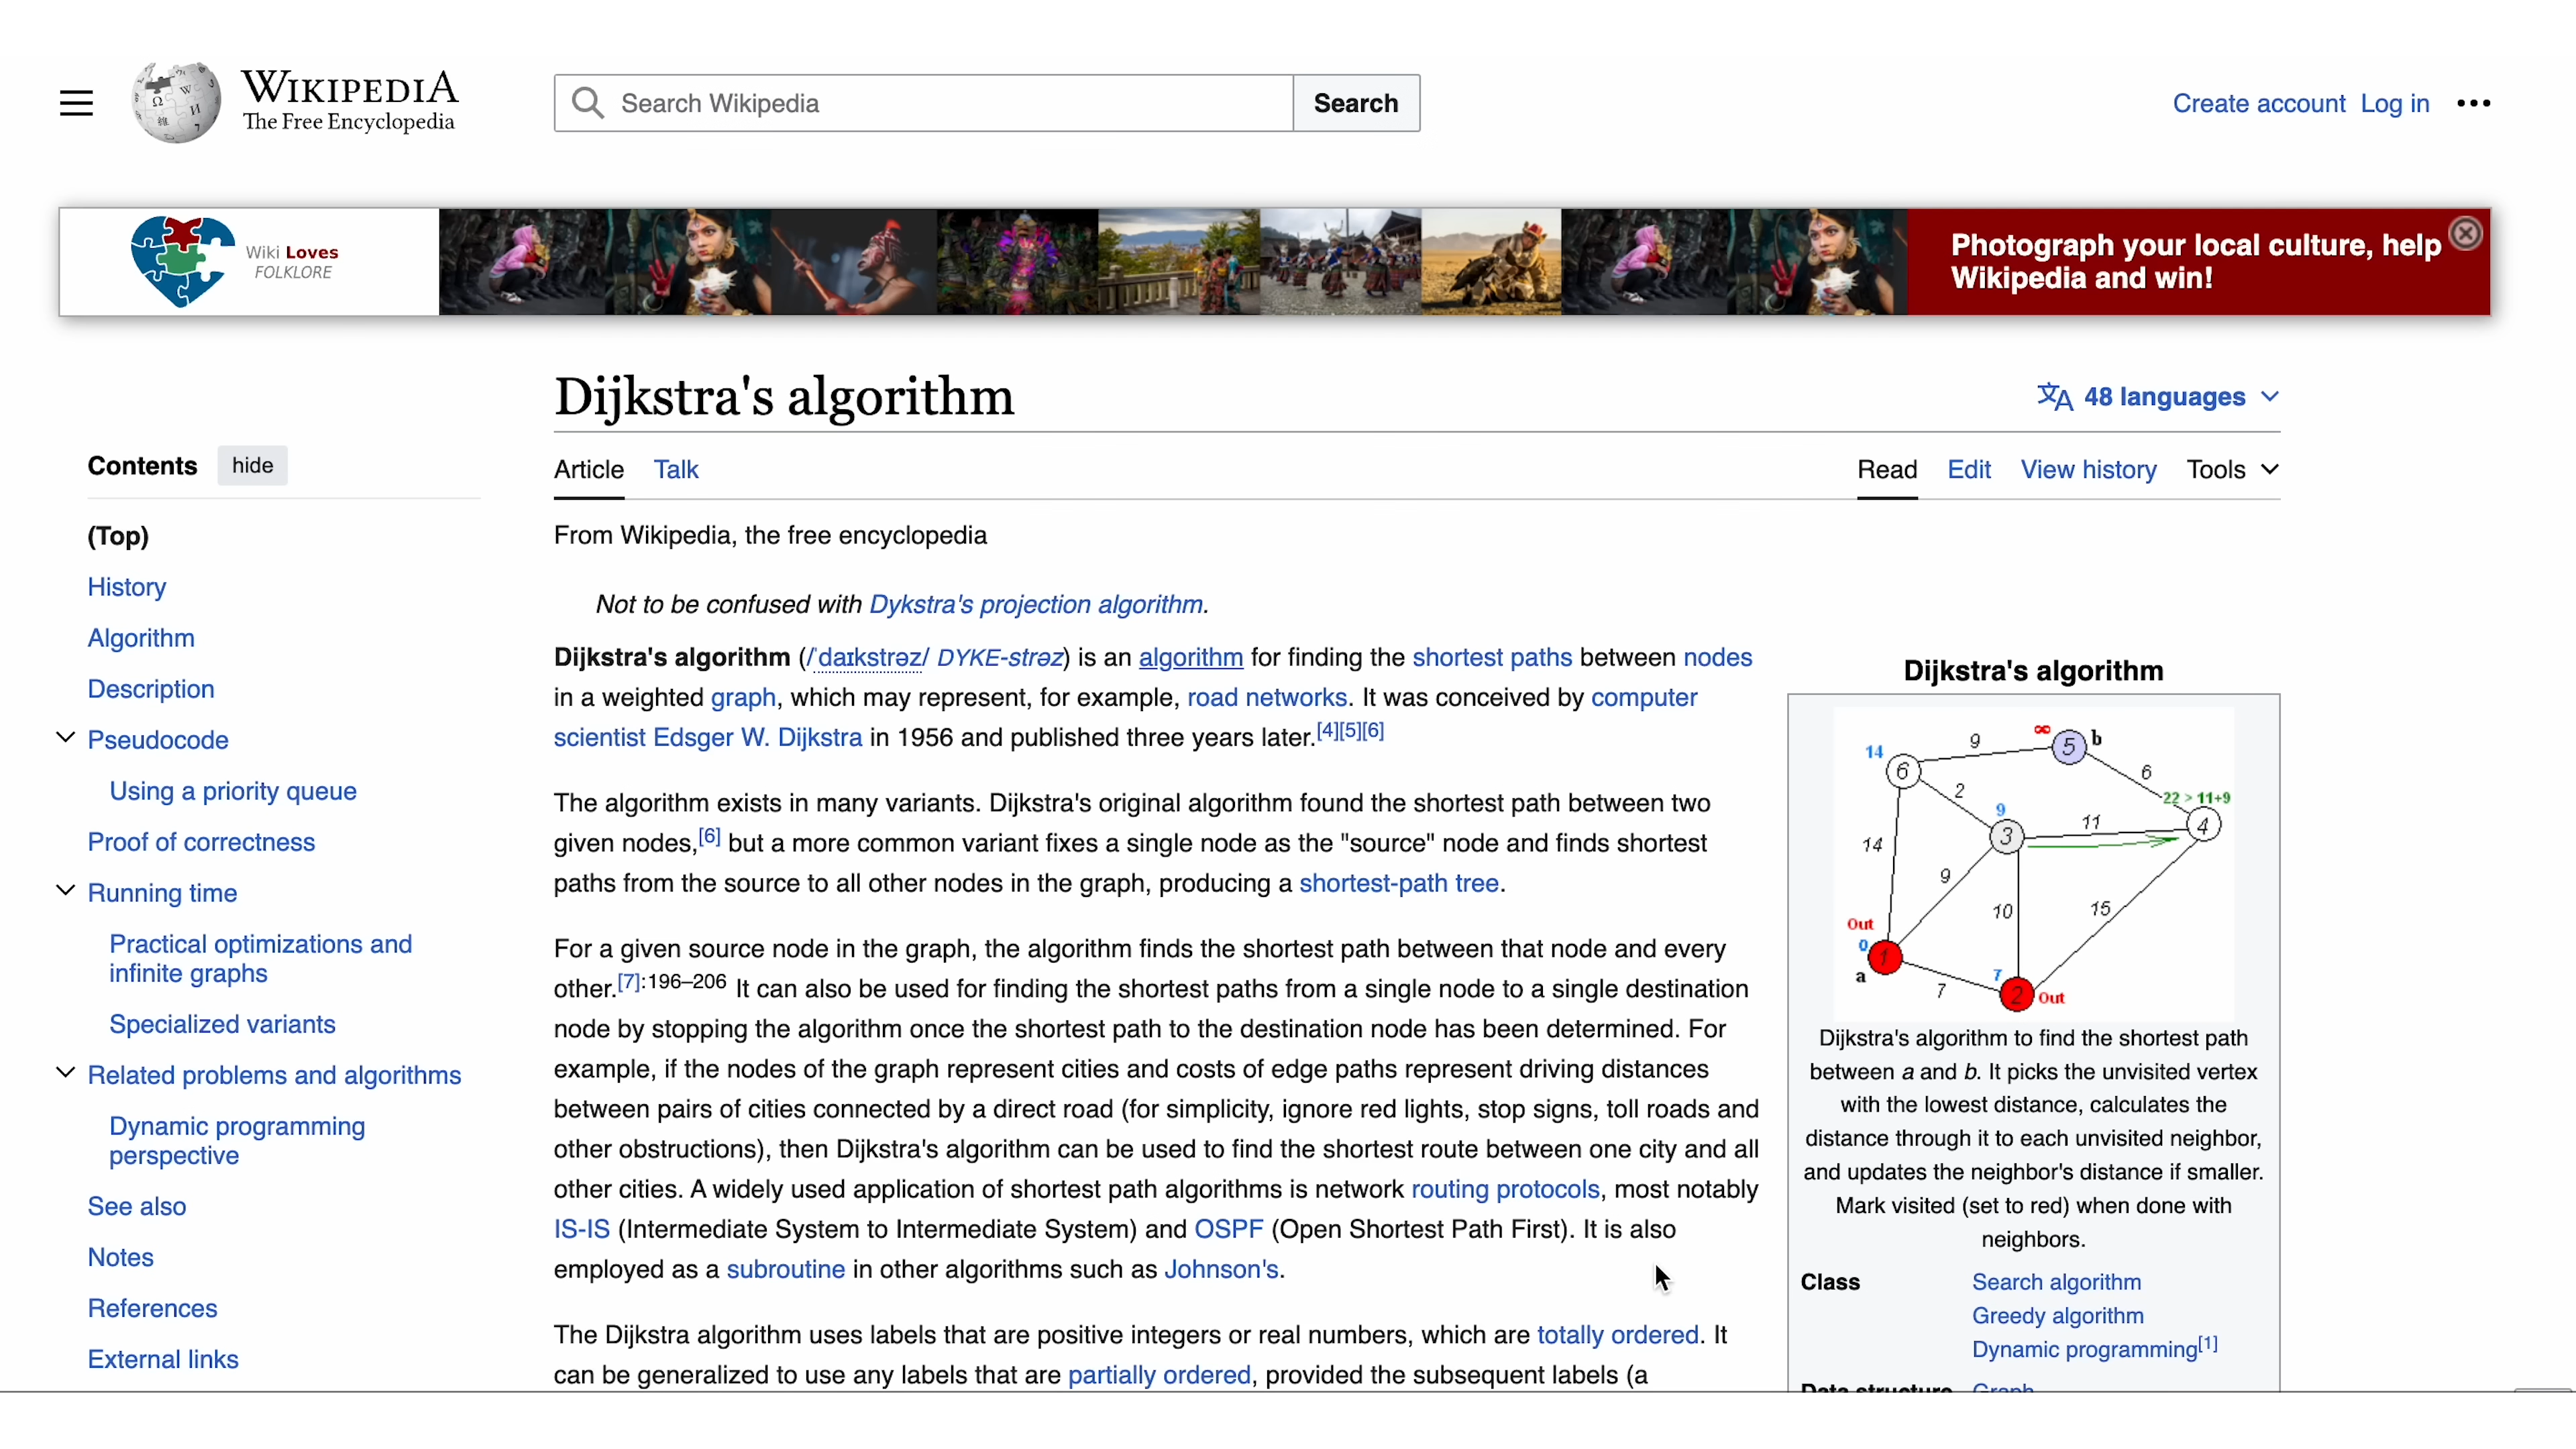 WIKIPEDIA
The Free Encyclopedia
Search Wikipedia
Search
Create account Log in
Wiki Loves
FOLKLORE
Photograph your local culture, help
Wikipedia and win!
Dijkstra's algorithm
48 languages
Contents hide
Article Talk
Read Edit View history Tools
(Top)
History
Algorithm
Description
Pseudocode
Using a priority queue
Proof of correctness
Running time
Practical optimizations and
infinite graphs
Specialized variants
Related problems and algorithms
Dynamic programming
perspective
See also
Notes
References
External links
From Wikipedia, the free encyclopedia
Not to be confused with Dykstra's projection algorithm.
Dijkstra's algorithm (/ˈdaɪkstrəz/ DYKE-strəz) is an algorithm for finding the shortest paths between nodes
in a weighted graph, which may represent, for example, road networks. It was conceived by computer
scientist Edsger W. Dijkstra in 1956 and published three years later.[4][5][6]
The algorithm exists in many variants. Dijkstra's original algorithm found the shortest path between two
given nodes,[6] but a more common variant fixes a single node as the "source" node and finds shortest
paths from the source to all other nodes in the graph, producing a shortest-path tree.
For a given source node in the graph, the algorithm finds the shortest path between that node and every
other.[7]:196–206 It can also be used for finding the shortest paths from a single node to a single destination
node by stopping the algorithm once the shortest path to the destination node has been determined. For
example, if the nodes of the graph represent cities and costs of edge paths represent driving distances
between pairs of cities connected by a direct road (for simplicity, ignore red lights, stop signs, toll roads and
other obstructions), then Dijkstra's algorithm can be used to find the shortest route between one city and all
other cities. A widely used application of shortest path algorithms is network routing protocols, most notably
IS-IS (Intermediate System to Intermediate System) and OSPF (Open Shortest Path First). It is also
employed as a subroutine in other algorithms such as Johnson's.
The Dijkstra algorithm uses labels that are positive integers or real numbers, which are totally ordered. It
can be generalized to use any labels that are partially ordered, provided the subsequent labels (a
Dijkstra's algorithm
∞ 5 b
9
14
6
6
2
22 > 11+9
9
3
11
4
14
9
10
15
Out
0
1
a
7
7
2
Out
Dijkstra's algorithm to find the shortest path
between a and b. It picks the unvisited vertex
with the lowest distance, calculates the
distance through it to each unvisited neighbor,
and updates the neighbor's distance if smaller.
Mark visited (set to red) when done with
neighbors.
Class Search algorithm
Greedy algorithm
Dynamic programming[1]
Data structure Graph